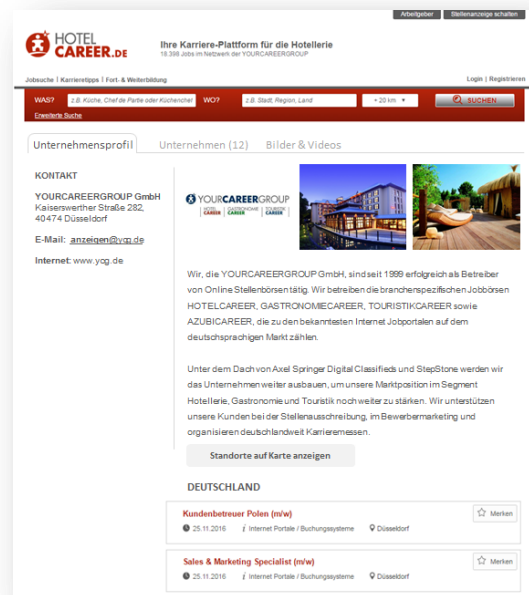 Arbeitgeber Stellenanzeige schalten
HOTEL
CAREER.DE
Ihre Karriere-Plattform für die Hotellerie
18.398 Jobs im Netzwerk der YOURCAREERGROUP
Jobsuche | Karrieretipps | Fort- & Weiterbildung
Login | Registrieren
WAS? z.B. Küche, Chef de Partie oder Küchenchef WO? z.B. Stadt, Region, Land + 20 km SUCHEN
Erweiterte Suche
Unternehmensprofil Unternehmen (12) Bilder & Videos
KONTAKT
YOURCAREERGROUP GmbH
Kaiserswerther Straße 282,
40474 Düsseldorf
E-Mail: anzeigen@ycg.de
Internet: www.ycg.de
YOURCAREERGROUP
HOTEL CAREER | GASTRONOMIE CAREER | TOURISTIK CAREER
Wir, die YOURCAREERGROUP GmbH, sind seit 1999 erfolgreich als Betreiber
von Online Stellenbörsen tätig. Wir betreiben die branchenspezifischen Jobbörsen
HOTELCAREER, GASTRONOMIECAREER, TOURISTIKCAREER sowie
AZUBICAREER, die zu den bekanntesten Internet Jobportalen auf dem
deutschsprachigen Markt zählen.
Unter dem Dach von Axel Springer Digital Classifieds und StepStone werden wir
das Unternehmen weiter ausbauen, um unsere Marktposition im Segment
Hotellerie, Gastronomie und Touristik noch weiter zu stärken. Wir unterstützen
unsere Kunden bei der Stellenausschreibung, im Bewerbermarketing und
organisieren deutschlandweit Karrieremessen.
Standorte auf Karte anzeigen
DEUTSCHLAND
Kundenbetreuer Polen (m/w) Merken
25.11.2016 i Internet Portale / Buchungssysteme Düsseldorf
Sales & Marketing Specialist (m/w) Merken
25.11.2016 i Internet Portale / Buchungssysteme Düsseldorf